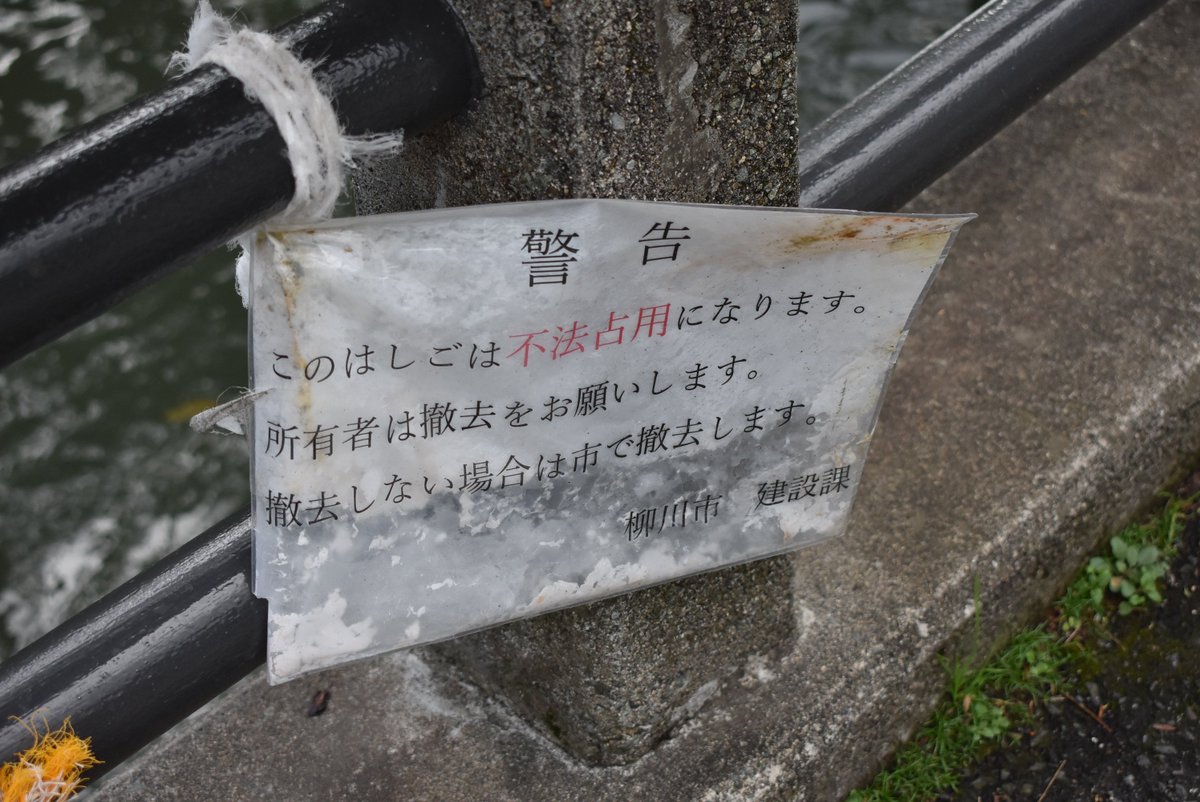 警 告
このはしごは不法占用になります。
所有者は撤去をお願いします。
撤去しない場合は市で撤去します。
柳川市 建設課